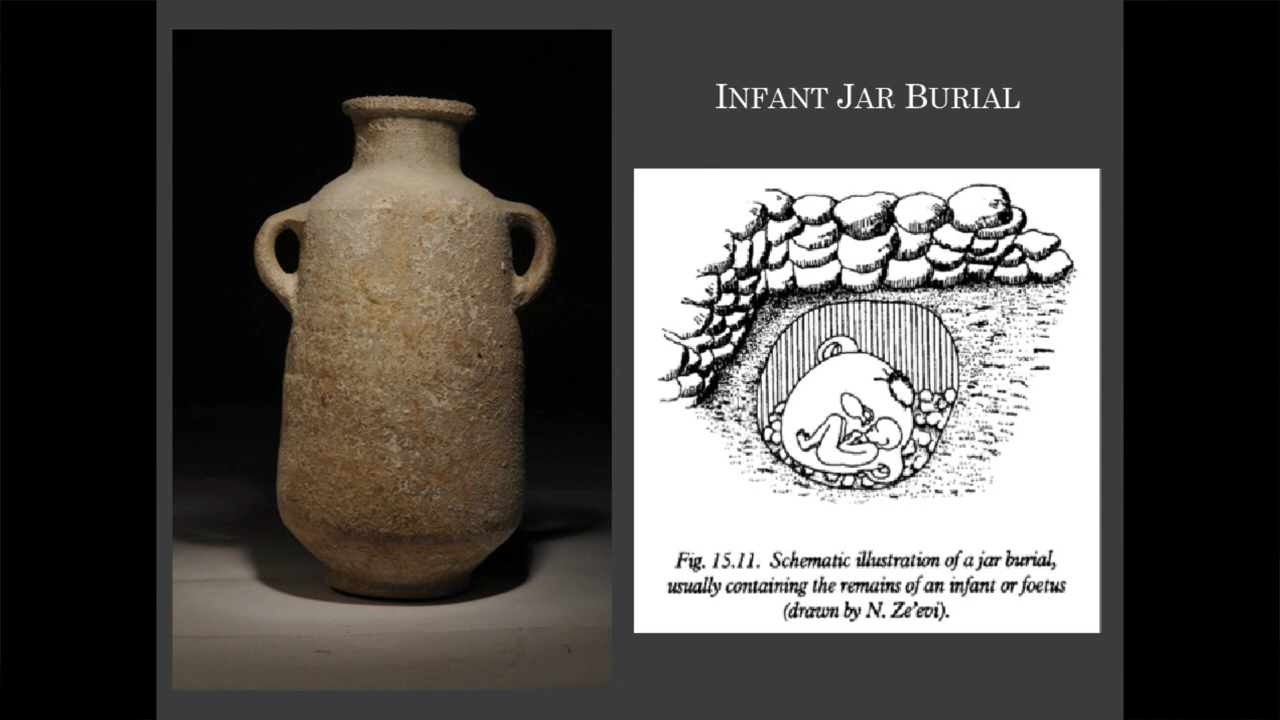 INFANT JAR BURIAL
Fig. 15.11. Schematic illustration of a jar burial,
usually containing the remains of an infant or foetus
(drawn by N. Ze'evi).